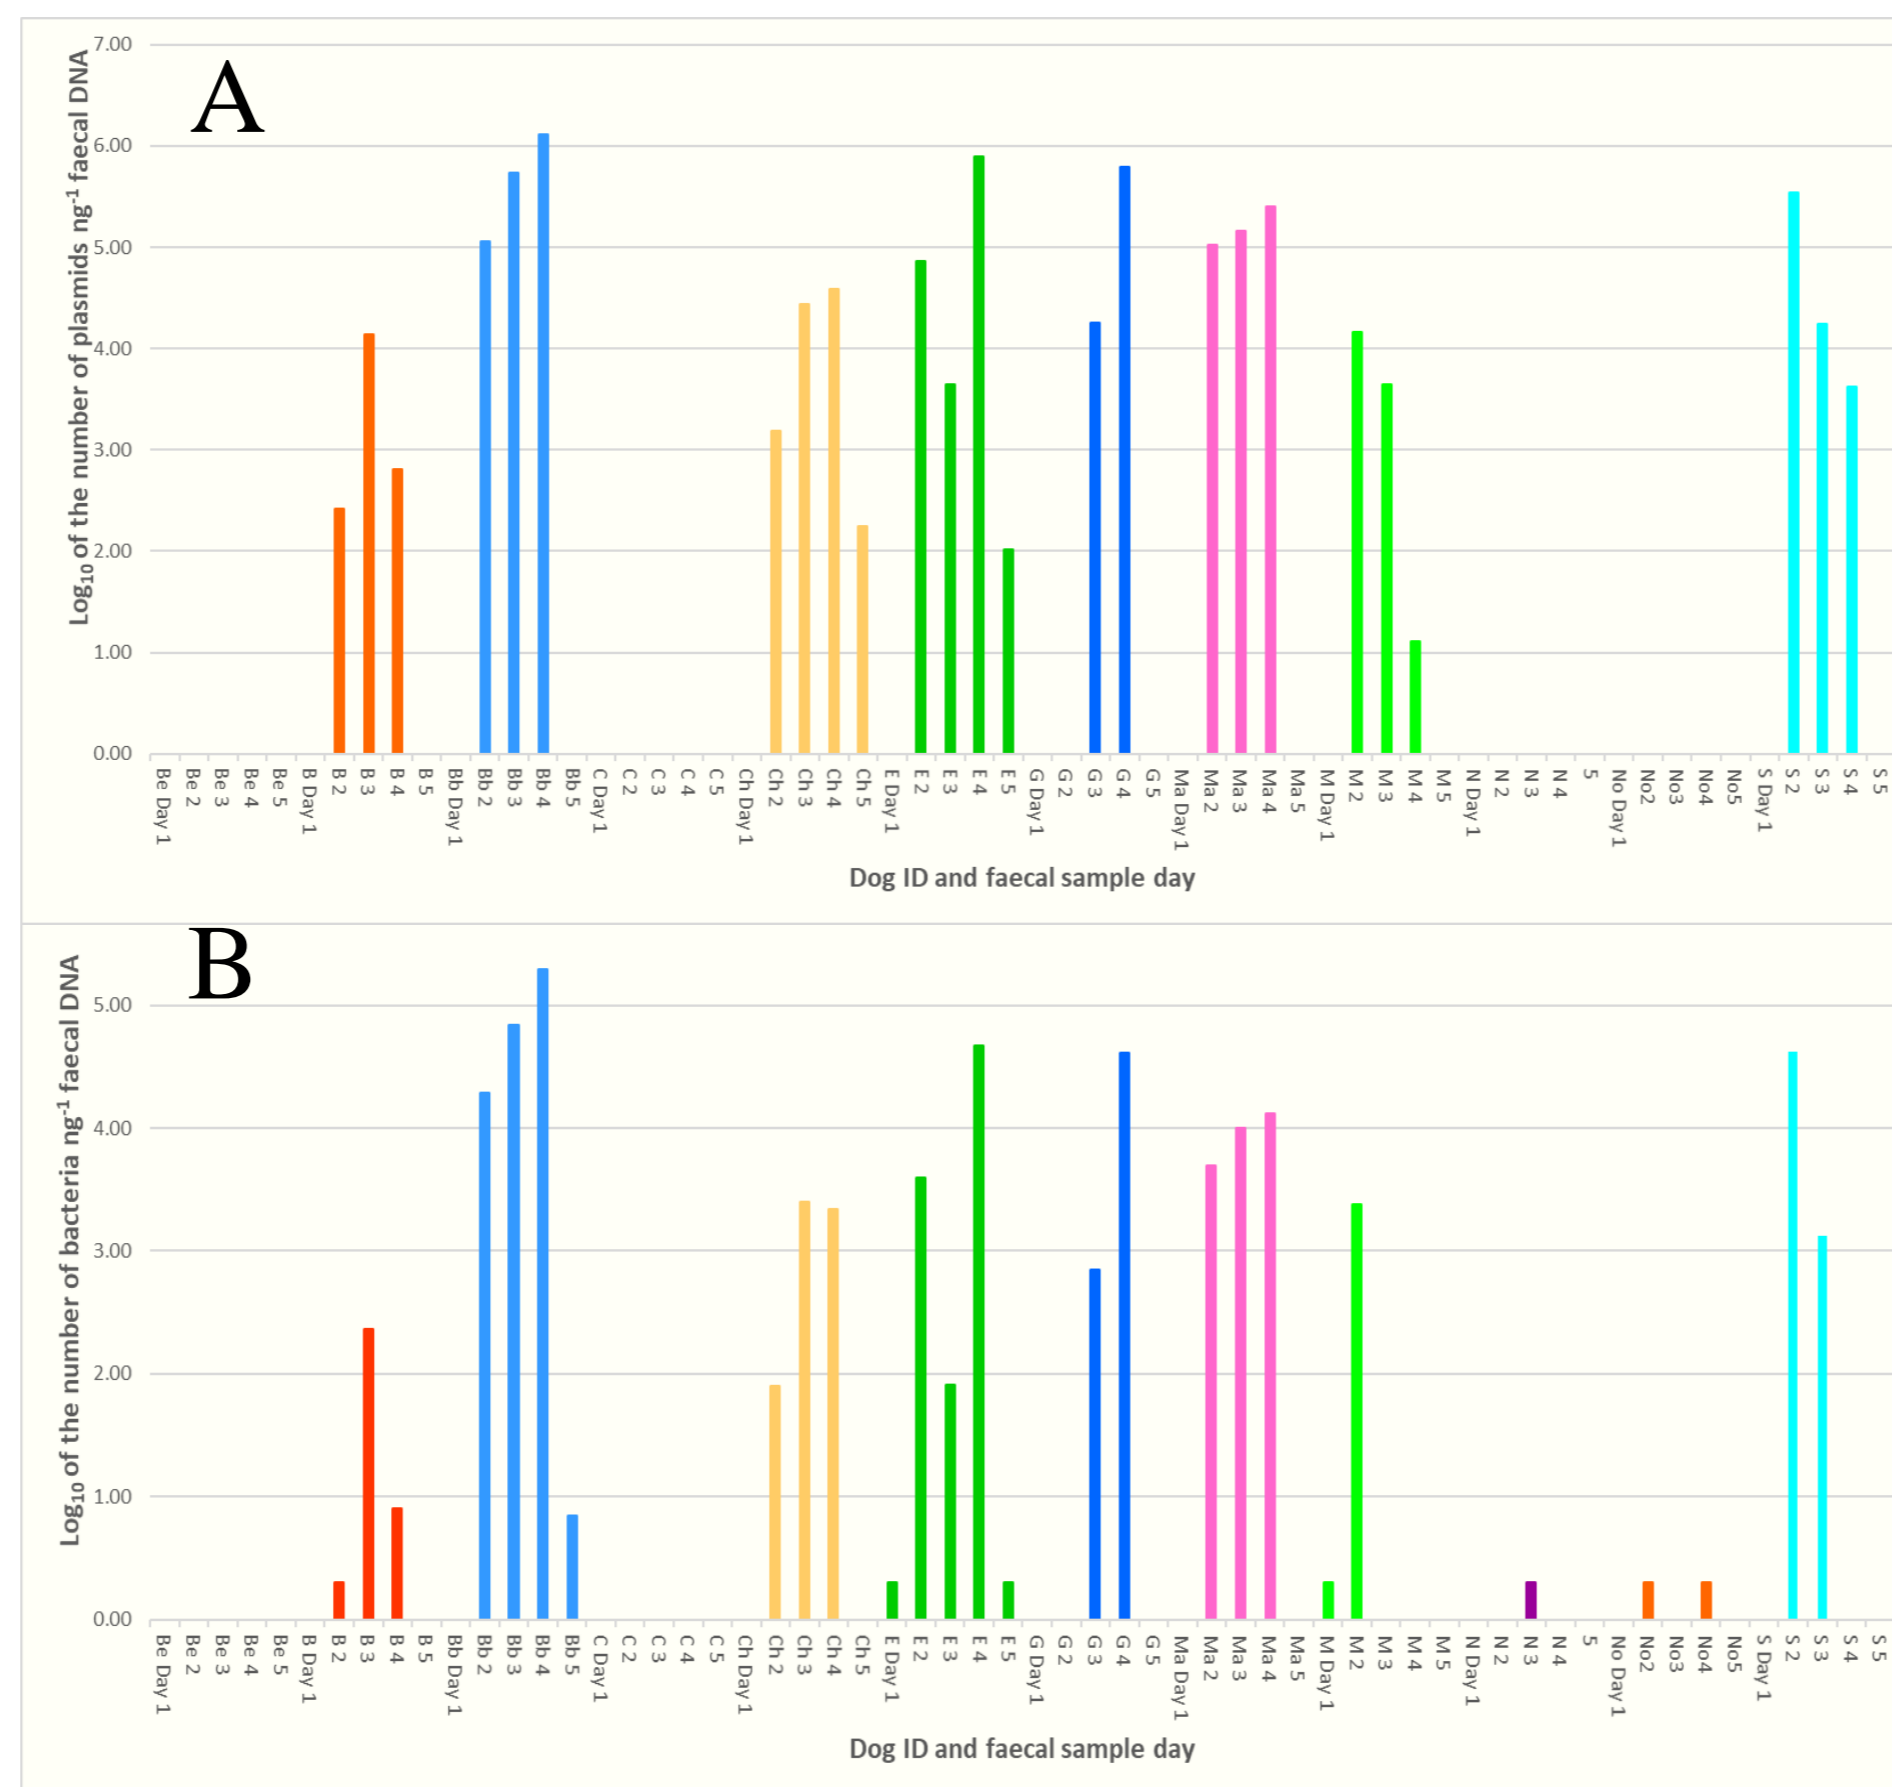 A
Log10 of the number of plasmids ng-1 faecal DNA
7.00
6.00
5.00
4.00
3.00
2.00
1.00
0.00
Be Day 1
Be 2
Be 3
Be 4
Be 5
B Day 1
B 2
B 3
B 4
B 5
Bb Day 1
Bb 2
Bb 3
Bb 4
Bb 5
C Day 1
C 2
C 3
C 4
C 5
Ch Day 1
Ch 2
Ch 3
Ch 4
Ch 5
E Day 1
E 2
E 3
E 4
E 5
G Day 1
G 2
G 3
G 4
G 5
Ma Day 1
Ma 2
Ma 3
Ma 4
Ma 5
M Day 1
M 2
M 3
M 4
M 5
N Day 1
N 2
N 3
N 4
5
No Day 1
No2
No3
No4
No5
S Day 1
S 2
S 3
S 4
S 5
Dog ID and faecal sample day
B
Log10 of the number of bacteria ng-1 faecal DNA
5.00
4.00
3.00
2.00
1.00
0.00
Be Day 1
Be 2
Be 3
Be 4
Be 5
B Day 1
B 2
B 3
B 4
B 5
Bb Day 1
Bb 2
Bb 3
Bb 4
Bb 5
C Day 1
C 2
C 3
C 4
C 5
Ch Day 1
Ch 2
Ch 3
Ch 4
Ch 5
E Day 1
E 2
E 3
E 4
E 5
G Day 1
G 2
G 3
G 4
G 5
Ma Day 1
Ma 2
Ma 3
Ma 4
Ma 5
M Day 1
M 2
M 3
M 4
M 5
N Day 1
N 2
N 3
N 4
5
No Day 1
No2
No3
No4
No5
S Day 1
S 2
S 3
S 4
S 5
Dog ID and faecal sample day